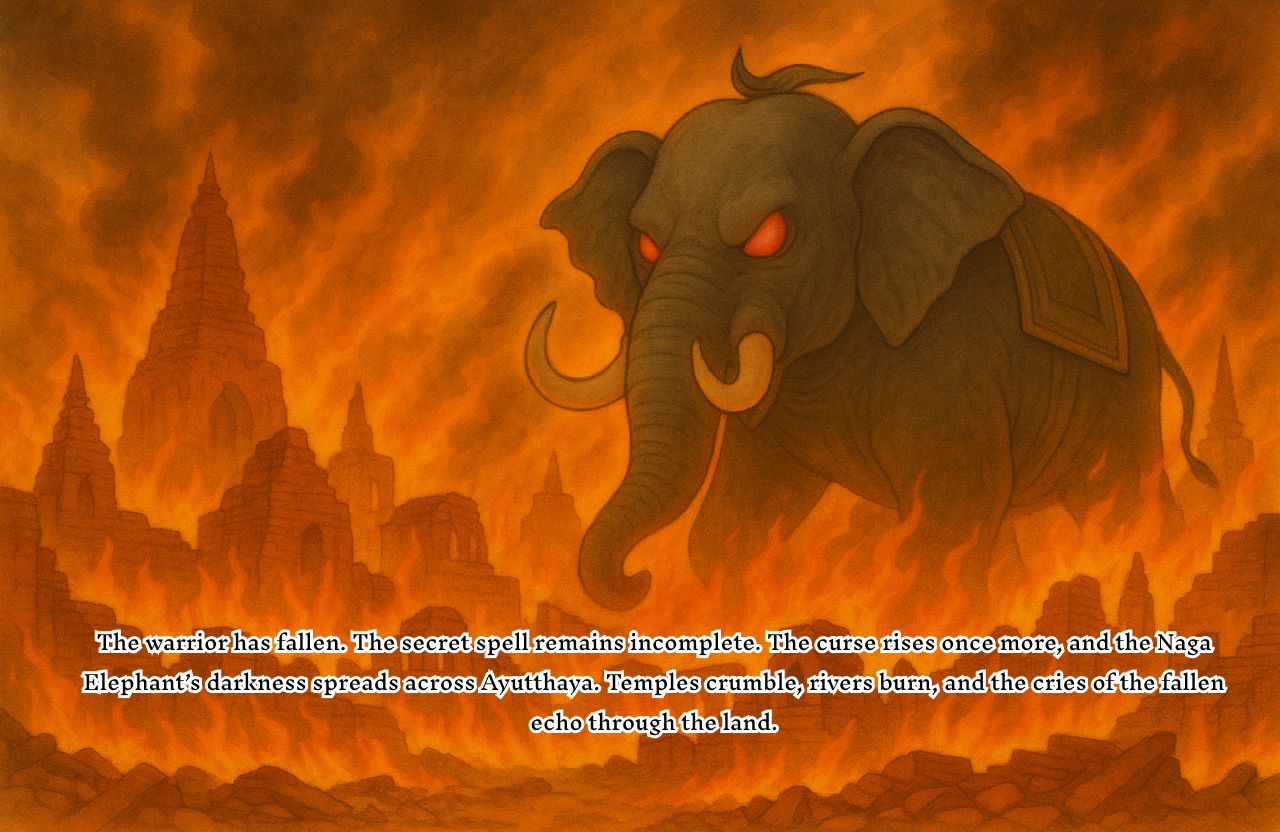 The warrior has fallen. The secret spell remains incomplete. The curse rises once more, and the Naga
Elephant's darkness spreads across Ayutthaya. Temples crumble, rivers burn, and the cries of the fallen
echo through the land.